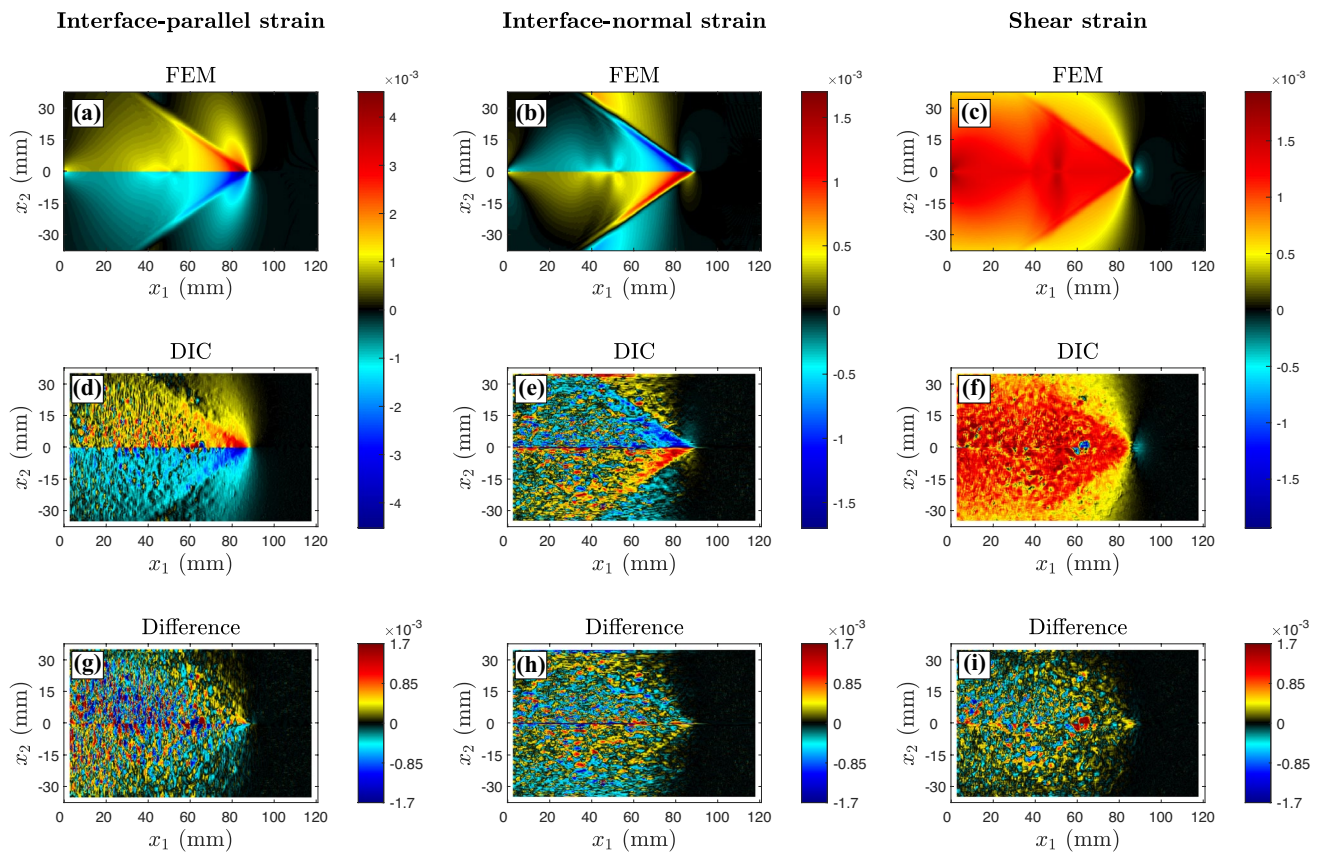 Interface-parallel strain Interface-normal strain Shear strain
FEM FEM FEM
×10⁻³ ×10⁻³ ×10⁻³
(a) (b) (c)
30 30 30
15 15 15
0 0 0
-15 -15 -15
-30 -30 -30
x₂ (mm) x₂ (mm) x₂ (mm)
0 20 40 60 80 100 120 0 20 40 60 80 100 120 0 20 40 60 80 100 120
x₁ (mm) x₁ (mm) x₁ (mm)
4 3 2 1 0 -1 -2 -3 -4
1.5 1 0.5 0 -0.5 -1 -1.5
1.5 1 0.5 0 -0.5 -1 -1.5
DIC DIC DIC
(d) (e) (f)
30 30 30
15 15 15
0 0 0
-15 -15 -15
-30 -30 -30
x₂ (mm) x₂ (mm) x₂ (mm)
0 20 40 60 80 100 120 0 20 40 60 80 100 120 0 20 40 60 80 100 120
x₁ (mm) x₁ (mm) x₁ (mm)
Difference Difference Difference
×10⁻³ ×10⁻³ ×10⁻³
(g) (h) (i)
30 30 30
15 15 15
0 0 0
-15 -15 -15
-30 -30 -30
x₂ (mm) x₂ (mm) x₂ (mm)
1.7 1.7 1.7
0.85 0.85 0.85
0 0 0
-0.85 -0.85 -0.85
-1.7 -1.7 -1.7
0 20 40 60 80 100 120 0 20 40 60 80 100 120 0 20 40 60 80 100 120
x₁ (mm) x₁ (mm) x₁ (mm)